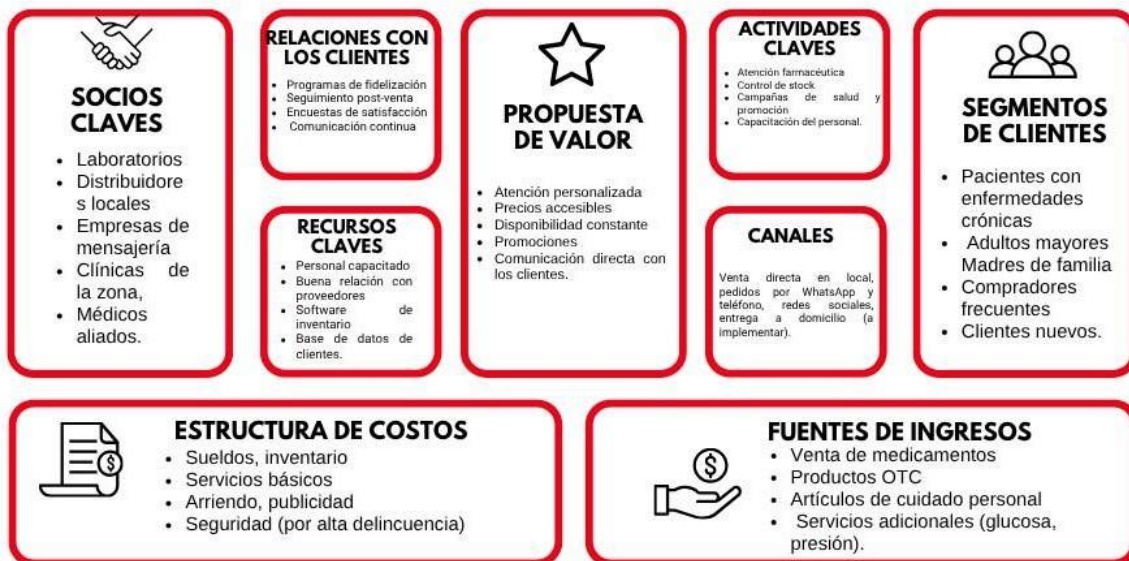 SOCIOS
CLAVES
• Laboratorios
• Distribuidore
s locales
• Empresas de
mensajería
• Clínicas de
la zona,
• Médicos
aliados.
RELACIONES CON
LOS CLIENTES
• Programas de fidelización
• Seguimiento post-venta
• Encuestas de satisfacción
• Comunicación continua
RECURSOS
CLAVES
• Personal capacitado
• Buena relación con
proveedores
• Software de
inventario
• Base de datos de
clientes.
PROPUESTA
DE VALOR
• Atención personalizada
• Precios accesibles
• Disponibilidad constante
• Promociones
• Comunicación directa con
los clientes.
ACTIVIDADES
CLAVES
• Atención farmacéutica
• Control de stock
• Campañas de salud y
promoción
• Capacitación del personal.
CANALES
Venta directa en local,
pedidos por WhatsApp y
teléfono, redes sociales,
entrega a domicilio (a
implementar).
SEGMENTOS
DE CLIENTES
• Pacientes con
enfermedades
crónicas
• Adultos mayores
Madres de familia
• Compradores
frecuentes
• Clientes nuevos.
ESTRUCTURA DE COSTOS
• Sueldos, inventario
• Servicios básicos
• Arriendo, publicidad
• Seguridad (por alta delincuencia)
FUENTES DE INGRESOS
• Venta de medicamentos
• Productos OTC
• Artículos de cuidado personal
• Servicios adicionales (glucosa,
presión).